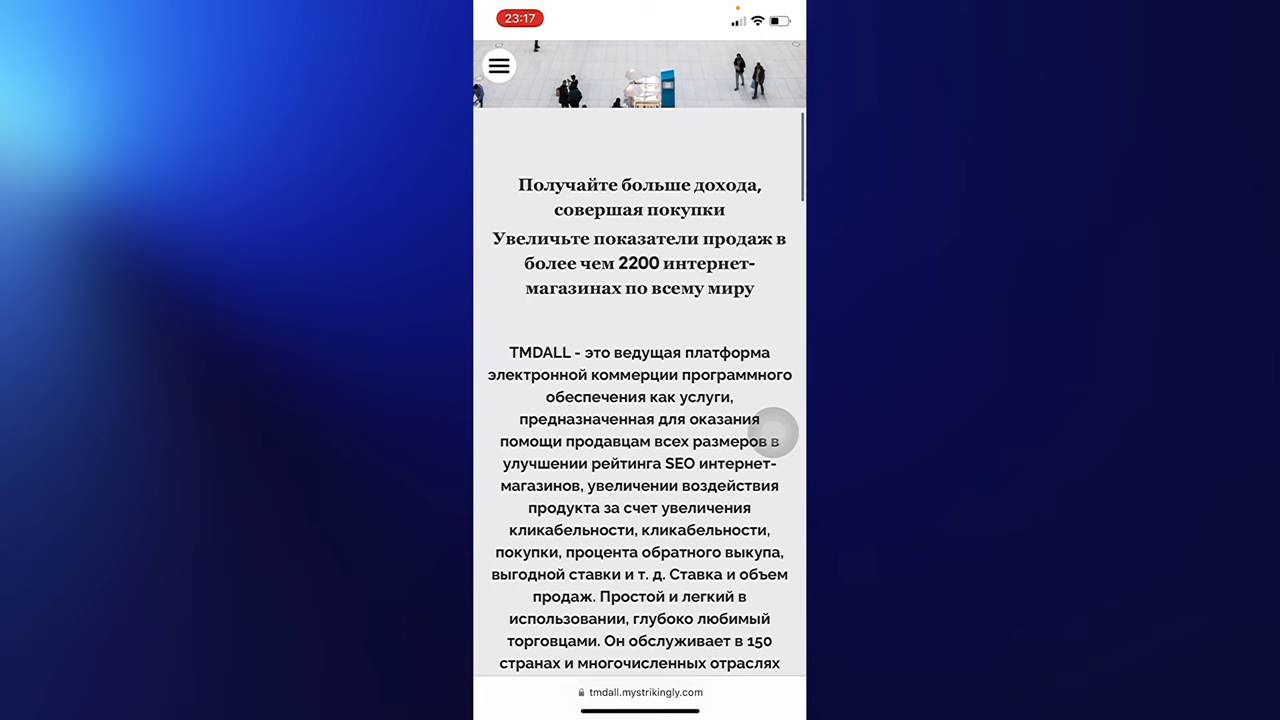 23:17
Получайте больше дохода,
совершая покупки
Увеличьте показатели продаж в
более чем 2200 интернет-
магазинах по всему миру
TMDALL - это ведущая платформа
электронной коммерции программного
обеспечения как услуги,
предназначенная для оказания
помощи продавцам всех размеров в
улучшении рейтинга SEO интернет-
магазинов, увеличении воздействия
продукта за счет увеличения
кликабельности, кликабельности,
покупки, процента обратного выкупа,
выгодной ставки и т. д. Ставка и объем
продаж. Простой и легкий в
использовании, глубоко любимый
торговцами. Он обслуживает в 150
странах и многочисленных отраслях
tmdall.mystrikingly.com